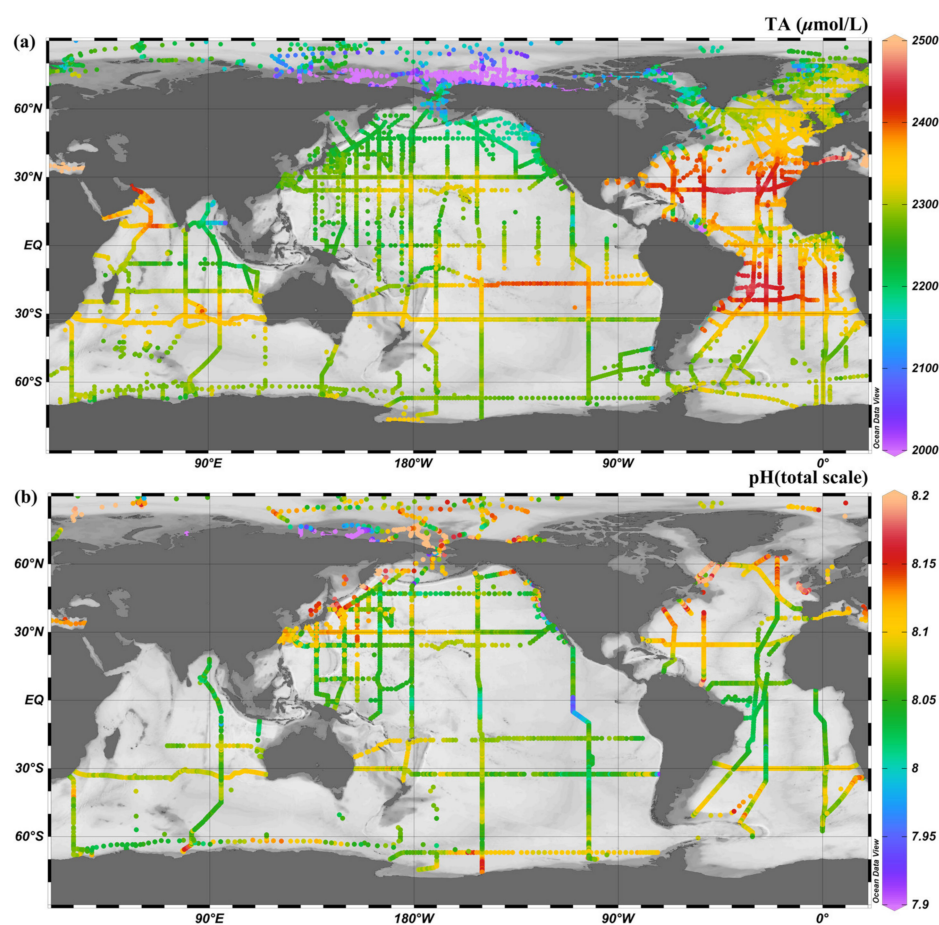 TA (µmol/L)
(a)
2500
60°N
2400
30°N
2300
EQ
2200
30°S
2100
60°S
Ocean Data View
2000
90°E 180°W 90°W 0°
pH(total scale)
(b)
8.2
60°N
8.15
30°N
8.1
EQ
8.05
30°S
8
60°S
7.95
Ocean Data View
7.9
90°E 180°W 90°W 0°